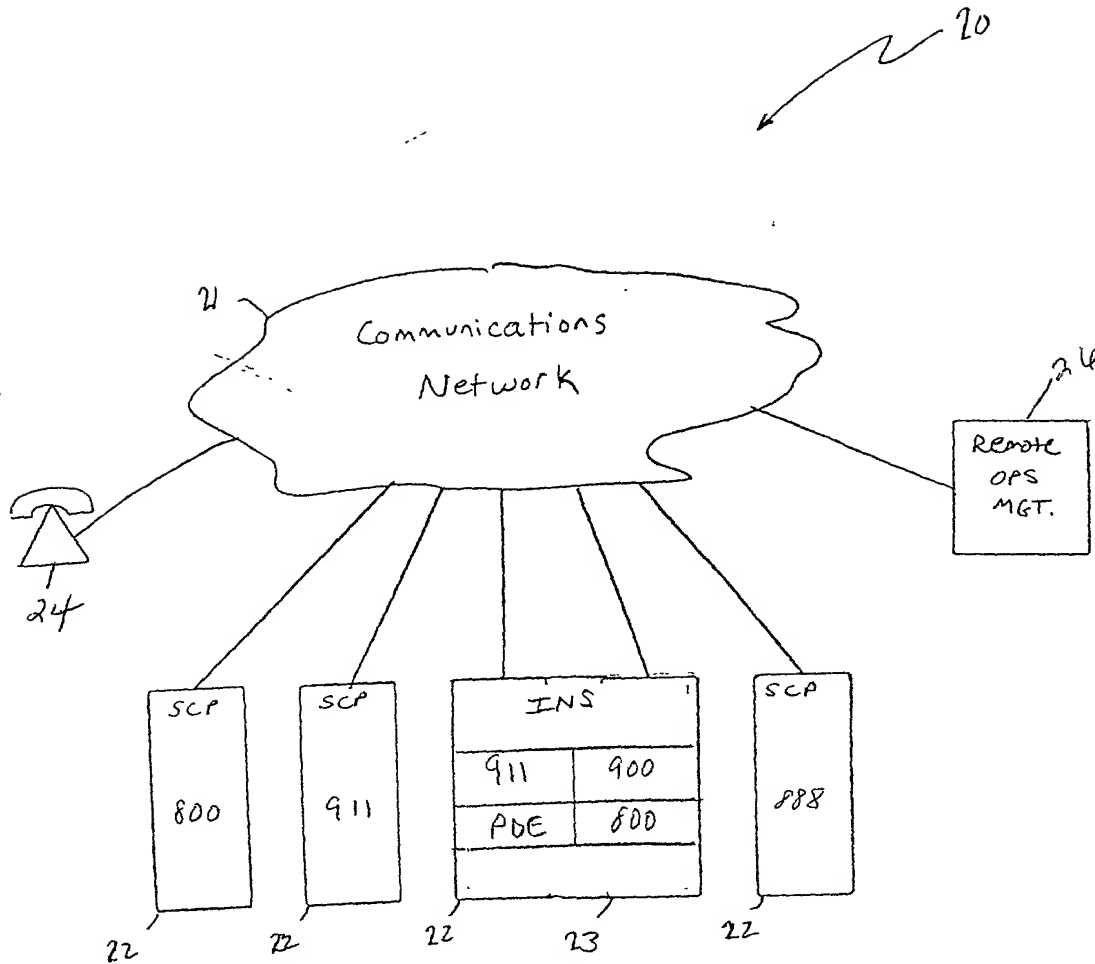 20
21
Communications
Network
24
Remote
OPS
MGT.
24
SCP
800
SCP
911
INS
911 900
PDE 800
SCP
888
22
22
22
23
22